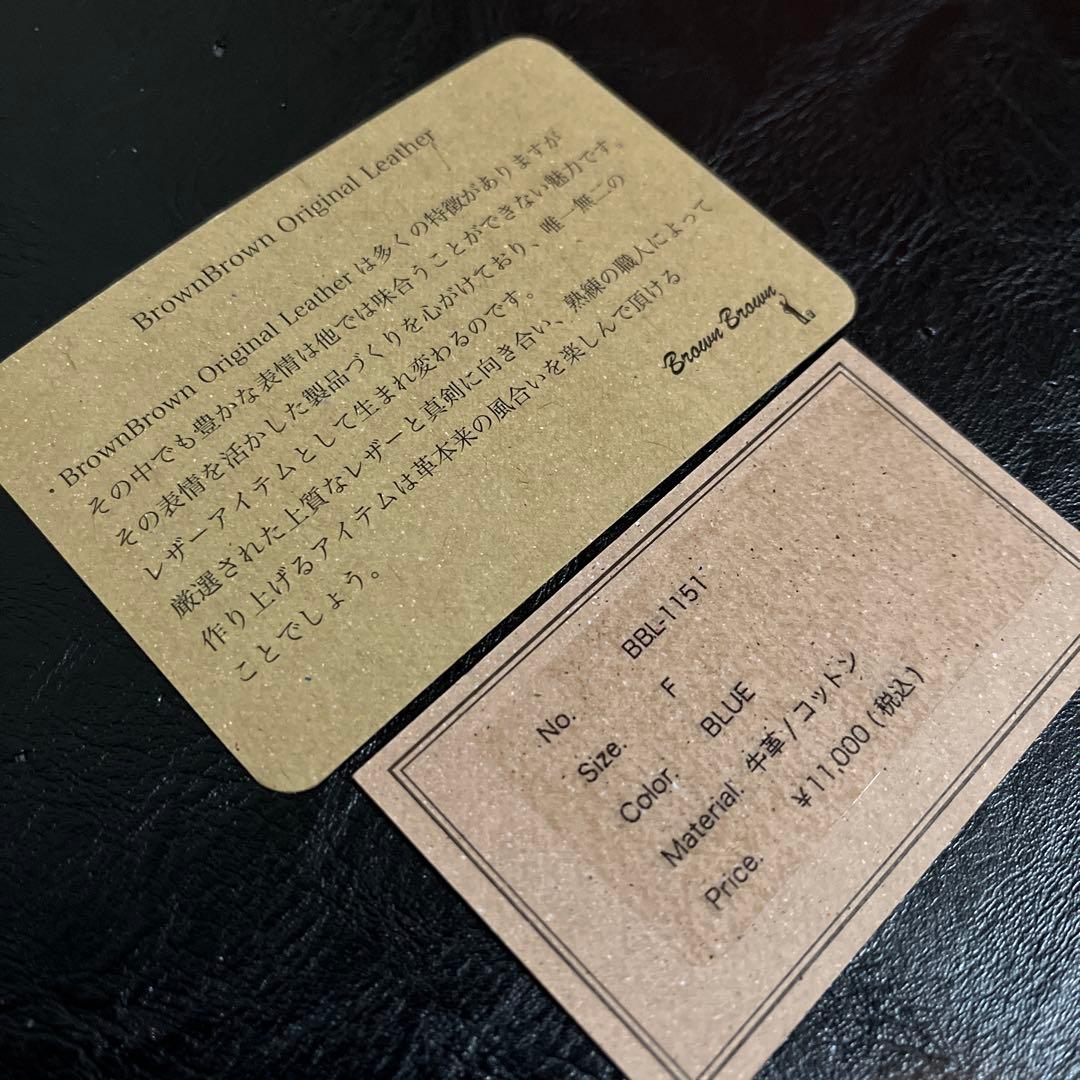 BrownBrown Original Leather
・BrownBrown Original Leather は多くの特徴がありますが
その中でも豊かな表情は他では味合うことができない魅力です。
その表情を活かした製品づくりを心がけており、唯一無二の
レザーアイテムとして生まれ変わるのです。
厳選された上質なレザーと真剣に向き合い、熟練の職人によって
作り上げるアイテムは革本来の風合いを楽しんで頂ける
ことでしょう。
Brown Brown
No. BBL-1151
Size. F
Color. BLUE
Material. 牛革 / コットン
Price. ¥11,000 (税込)